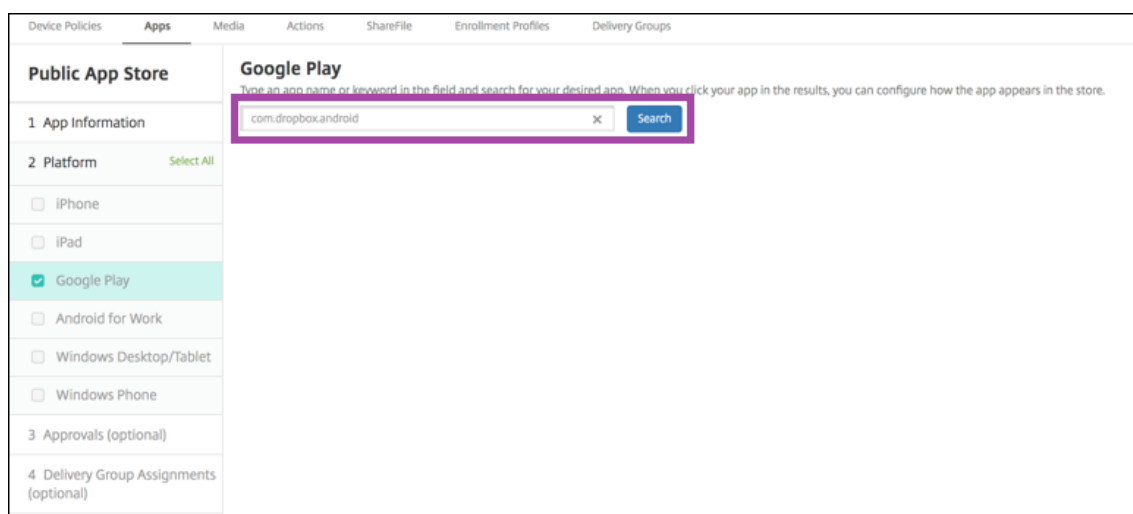 Device Policies Apps Media Actions ShareFile Enrollment Profiles Delivery Groups
Public App Store
1 App Information
2 Platform Select All
iPhone
iPad
Google Play
Android for Work
Windows Desktop/Tablet
Windows Phone
3 Approvals (optional)
4 Delivery Group Assignments
(optional)
Google Play
Type an app name or keyword in the field and search for your desired app. When you click your app in the results, you can configure how the app appears in the store.
com.dropbox.android × Search